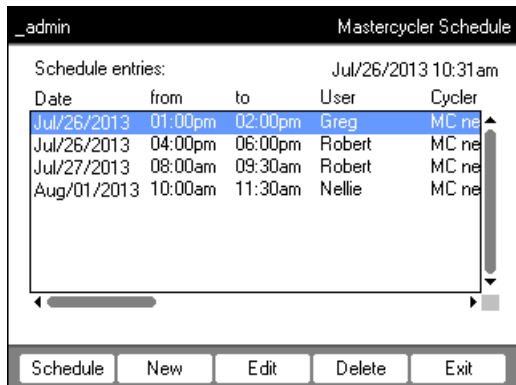 _admin Mastercycler Schedule
Schedule entries: Jul/26/2013 10:31am
Date from to User Cycler
Jul/26/2013 01:00pm 02:00pm Greg MC ne
Jul/26/2013 04:00pm 06:00pm Robert MC ne
Jul/27/2013 08:00am 09:30am Robert MC ne
Aug/01/2013 10:00am 11:30am Nellie MC ne
Schedule New Edit Delete Exit